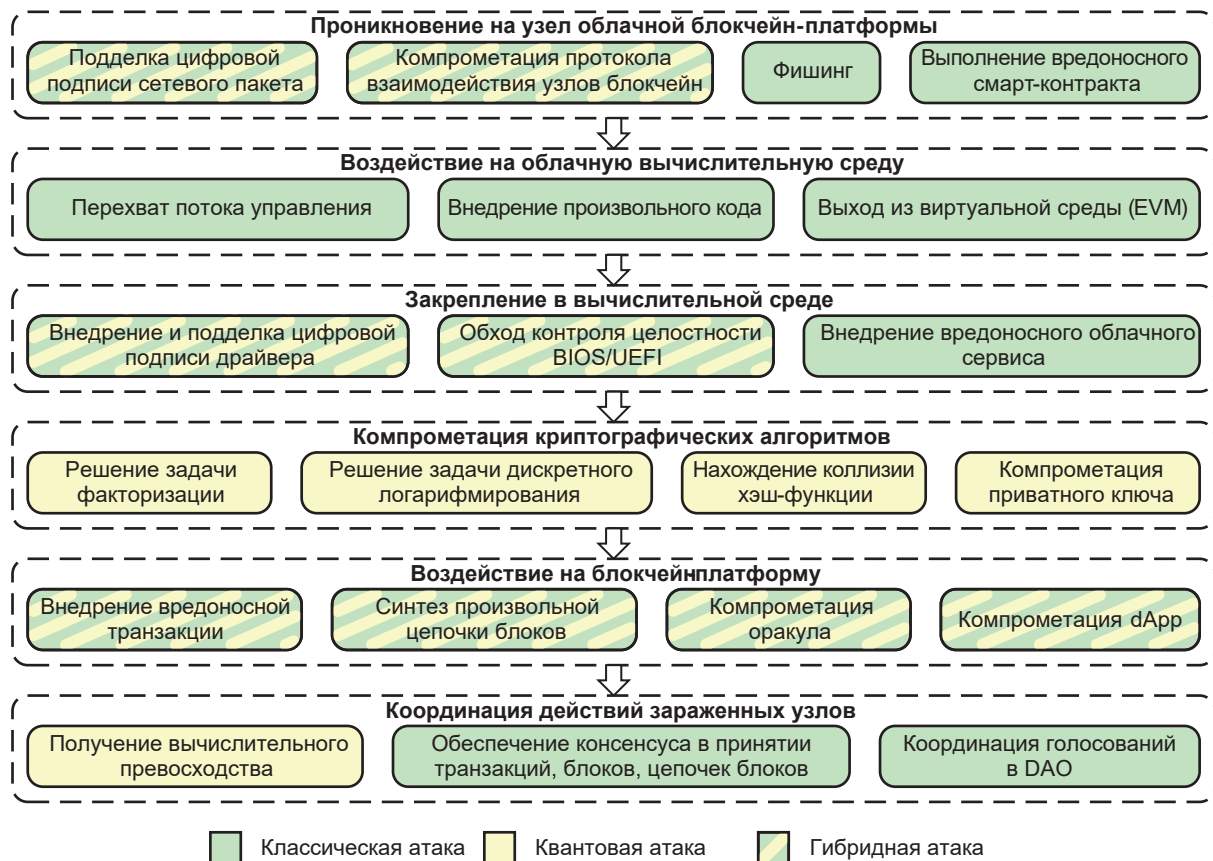 Проникновение на узел облачной блокчейн-платформы
Подделка цифровой
подписи сетевого пакета
Компрометация протокола
взаимодействия узлов блокчейн
Фишинг
Выполнение вредоносного
смарт-контракта
Воздействие на облачную вычислительную среду
Перехват потока управления
Внедрение произвольного кода
Выход из виртуальной среды (EVM)
Закрепление в вычислительной среде
Внедрение и подделка цифровой
подписи драйвера
Обход контроля целостности
BIOS/UEFI
Внедрение вредоносного облачного
сервиса
Компрометация криптографических алгоритмов
Решение задачи
факторизации
Решение задачи дискретного
логарифмирования
Нахождение коллизии
хэш-функции
Компрометация
приватного ключа
Воздействие на блокчейн-платформу
Внедрение вредоносной
транзакции
Синтез произвольной
цепочки блоков
Компрометация
оракула
Компрометация dApp
Координация действий зараженных узлов
Получение вычислительного
превосходства
Обеспечение консенсуса в принятии
транзакций, блоков, цепочек блоков
Координация голосований
в DAO
Классическая атака
Квантовая атака
Гибридная атака